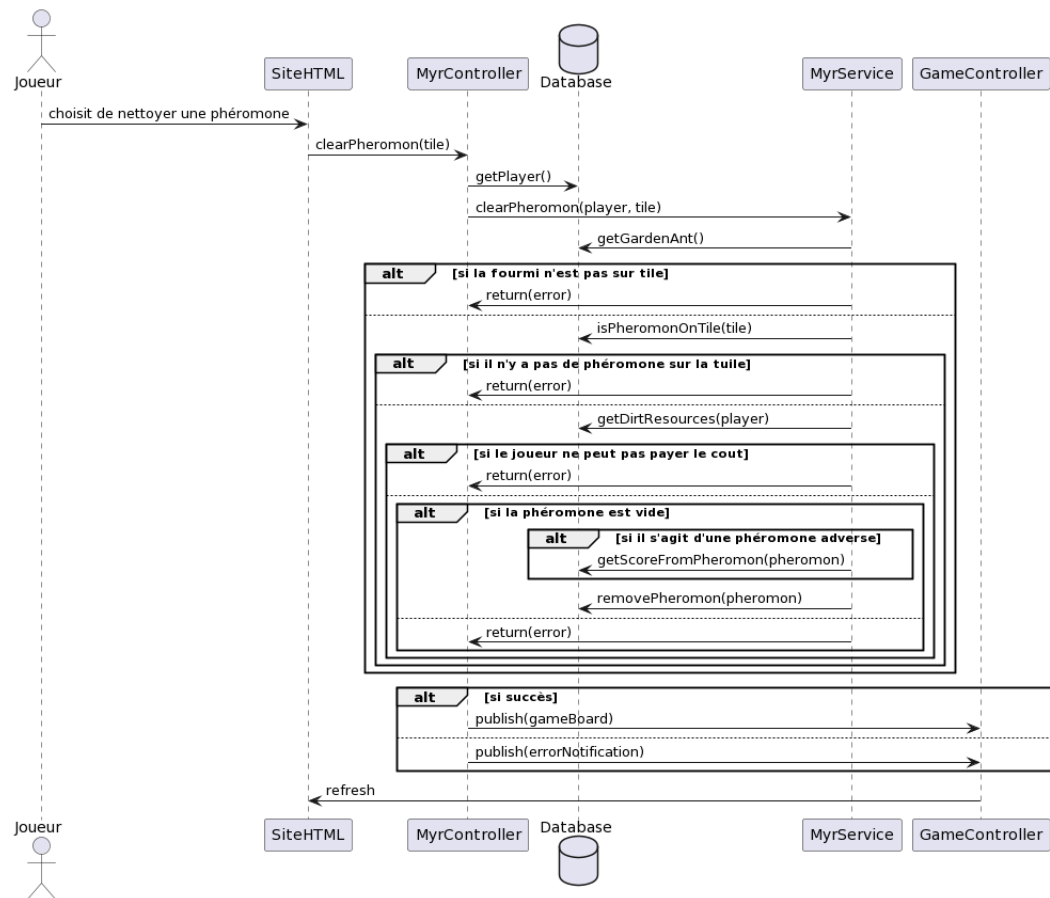 Joueur
SiteHTML
MyrController
Database
MyrService
GameController
choisit de nettoyer une phéromone
clearPheromon(tile)
getPlayer()
clearPheromon(player, tile)
getGardenAnt()
alt [si la fourmi n'est pas sur tile]
return(error)
isPheromonOnTile(tile)
alt [si il n'y a pas de phéromone sur la tuile]
return(error)
getDirtResources(player)
alt [si le joueur ne peut pas payer le cout]
return(error)
alt [si la phéromone est vide]
alt [si il s'agit d'une phéromone adverse]
getScoreFromPheromon(pheromon)
removePheromon(pheromon)
return(error)
alt [si succès]
publish(gameBoard)
publish(errorNotification)
refresh
Joueur
SiteHTML
MyrController
Database
MyrService
GameController